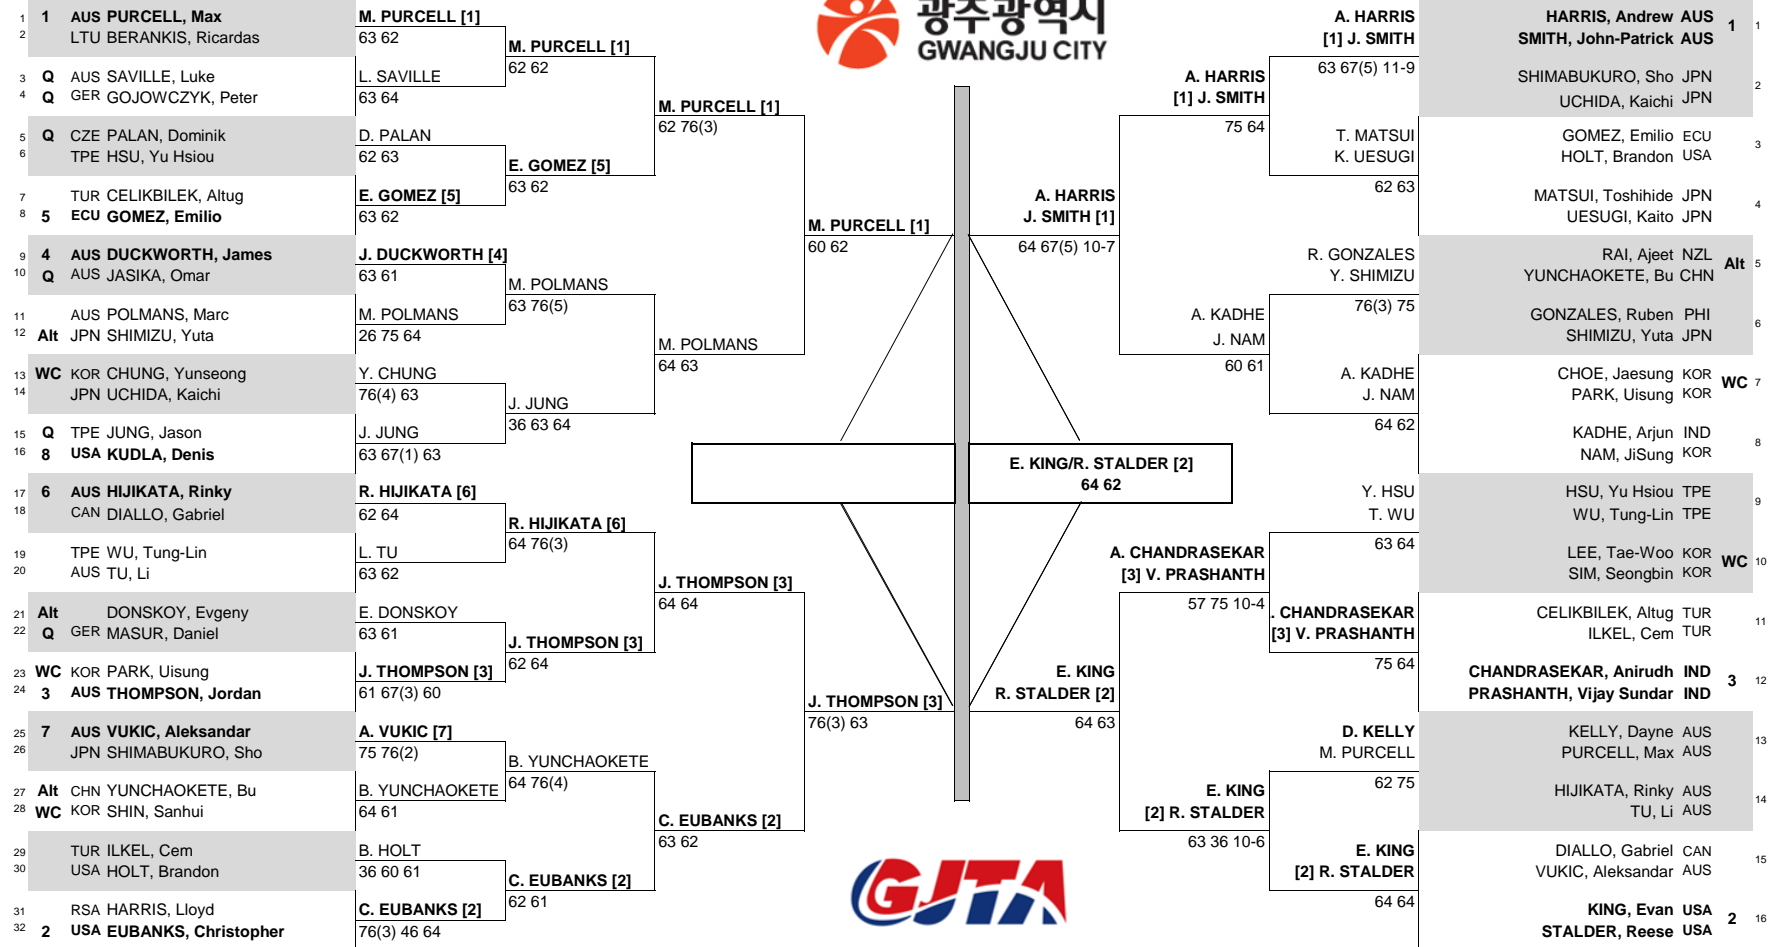 광주광역시
GWANGJU CITY
1 1 AUS PURCELL, Max
2 LTU BERANKIS, Ricardas
3 Q AUS SAVILLE, Luke
4 Q GER GOJOWCZYK, Peter
5 Q CZE PALAN, Dominik
6 TPE HSU, Yu Hsiou
7 TUR CELIKBILEK, Altug
8 5 ECU GOMEZ, Emilio
9 4 AUS DUCKWORTH, James
10 Q AUS JASIKA, Omar
11 AUS POLMANS, Marc
12 Alt JPN SHIMIZU, Yuta
13 WC KOR CHUNG, Yunseong
14 JPN UCHIDA, Kaichi
15 Q TPE JUNG, Jason
16 8 USA KUDLA, Denis
17 6 AUS HIJIKATA, Rinky
18 CAN DIALLO, Gabriel
19 TPE WU, Tung-Lin
20 AUS TU, Li
21 Alt DONSKOY, Evgeny
22 Q GER MASUR, Daniel
23 WC KOR PARK, Uisung
24 3 AUS THOMPSON, Jordan
25 7 AUS VUKIC, Aleksandar
26 JPN SHIMABUKURO, Sho
27 Alt CHN YUNCHAOKETE, Bu
28 WC KOR SHIN, Sanhui
29 TUR ILKEL, Cem
30 USA HOLT, Brandon
31 RSA HARRIS, Lloyd
32 2 USA EUBANKS, Christopher
M. PURCELL [1]
63 62
L. SAVILLE
63 64
D. PALAN
62 63
E. GOMEZ [5]
63 62
J. DUCKWORTH [4]
63 61
M. POLMANS
26 75 64
Y. CHUNG
76(4) 63
J. JUNG
63 67(1) 63
R. HIJIKATA [6]
62 64
L. TU
63 62
E. DONSKOY
63 61
J. THOMPSON [3]
61 67(3) 60
A. VUKIC [7]
75 76(2)
B. YUNCHAOKETE
64 61
B. HOLT
36 60 61
C. EUBANKS [2]
76(3) 46 64
M. PURCELL [1]
62 62
E. GOMEZ [5]
63 62
M. POLMANS
63 76(5)
J. JUNG
36 63 64
R. HIJIKATA [6]
64 76(3)
J. THOMPSON [3]
62 64
B. YUNCHAOKETE
64 76(4)
C. EUBANKS [2]
62 61
M. PURCELL [1]
62 76(3)
M. POLMANS
64 63
J. THOMPSON [3]
64 64
C. EUBANKS [2]
63 62
M. PURCELL [1]
60 62
J. THOMPSON [3]
76(3) 63
E. KING/R. STALDER [2]
64 62
A. HARRIS
J. SMITH [1]
64 67(5) 10-7
E. KING
R. STALDER [2]
64 63
A. HARRIS
[1] J. SMITH
75 64
A. KADHE
J. NAM
60 61
A. CHANDRASEKAR
[3] V. PRASHANTH
57 75 10-4
E. KING
[2] R. STALDER
63 36 10-6
A. HARRIS
[1] J. SMITH
63 67(5) 11-9
T. MATSUI
K. UESUGI
62 63
R. GONZALES
Y. SHIMIZU
76(3) 75
A. KADHE
J. NAM
64 62
Y. HSU
T. WU
63 64
. CHANDRASEKAR
[3] V. PRASHANTH
75 64
D. KELLY
M. PURCELL
62 75
E. KING
[2] R. STALDER
64 64
HARRIS, Andrew AUS
SMITH, John-Patrick AUS
1 1
SHIMABUKURO, Sho JPN
UCHIDA, Kaichi JPN
2
GOMEZ, Emilio ECU
HOLT, Brandon USA
3
MATSUI, Toshihide JPN
UESUGI, Kaito JPN
4
RAI, Ajeet NZL
YUNCHAOKETE, Bu CHN
Alt 5
GONZALES, Ruben PHI
SHIMIZU, Yuta JPN
6
CHOE, Jaesung KOR
PARK, Uisung KOR
WC 7
KADHE, Arjun IND
NAM, JiSung KOR
8
HSU, Yu Hsiou TPE
WU, Tung-Lin TPE
9
LEE, Tae-Woo KOR
SIM, Seongbin KOR
WC 10
CELIKBILEK, Altug TUR
ILKEL, Cem TUR
11
CHANDRASEKAR, Anirudh IND
PRASHANTH, Vijay Sundar IND
3 12
KELLY, Dayne AUS
PURCELL, Max AUS
13
HIJIKATA, Rinky AUS
TU, Li AUS
14
DIALLO, Gabriel CAN
VUKIC, Aleksandar AUS
15
KING, Evan USA
STALDER, Reese USA
2 16
GJTA